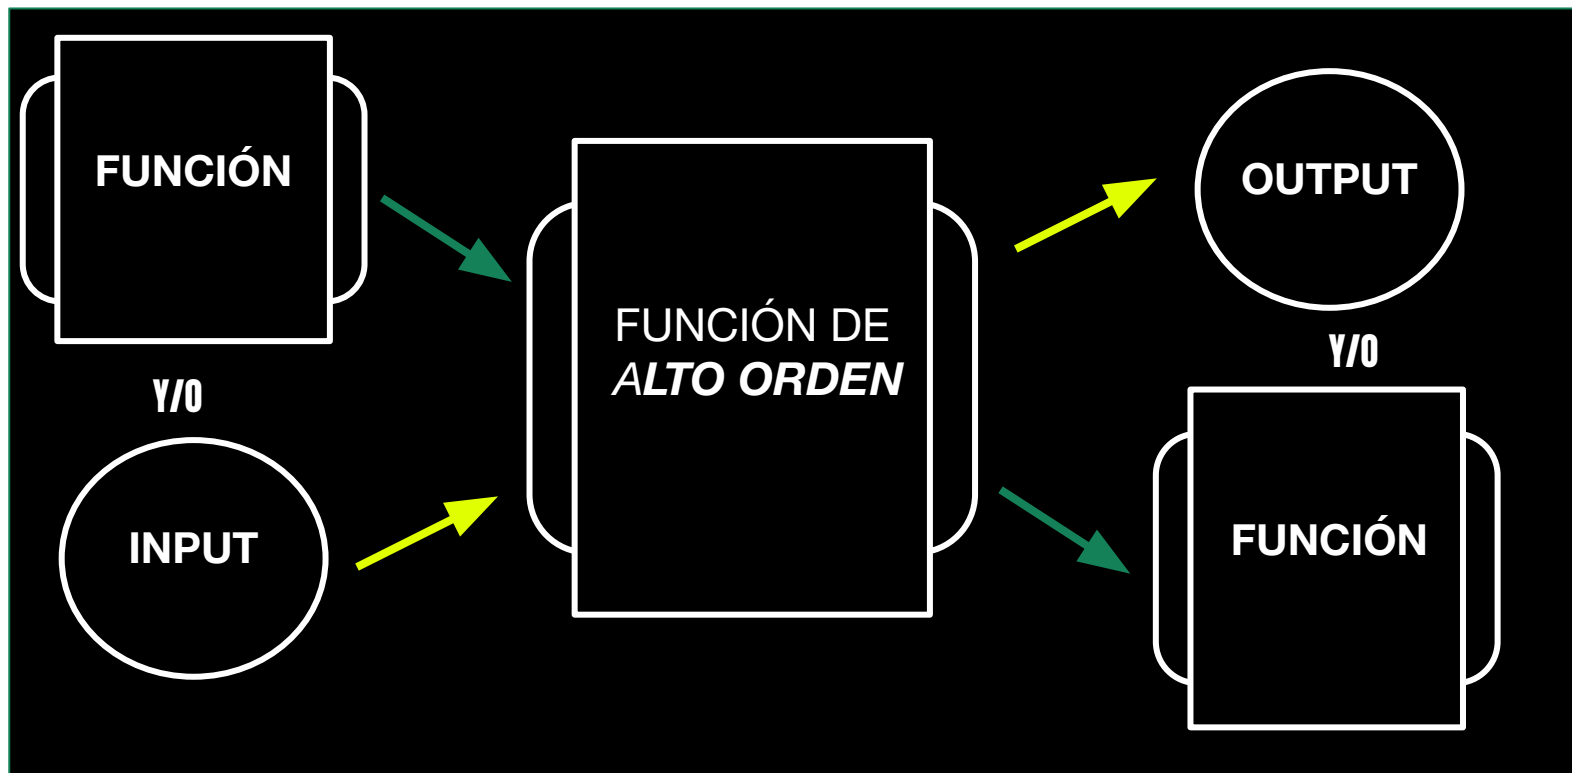 FUNCIÓN
Y/O
INPUT
FUNCIÓN DE
ALTO ORDEN
OUTPUT
Y/O
FUNCIÓN